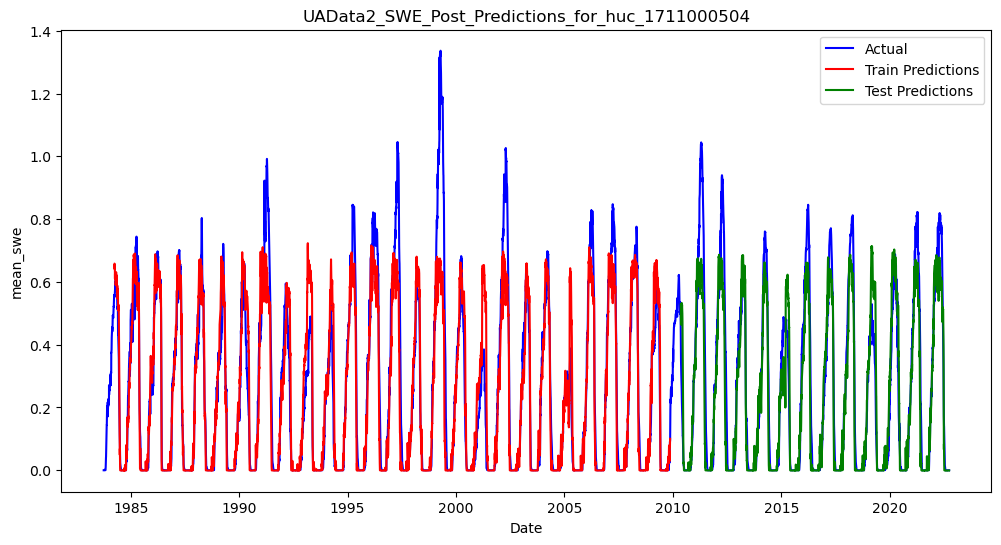 UAData2_SWE_Post_Predictions_for_huc_1711000504
Actual
Train Predictions
Test Predictions
mean_swe
1.4
1.2
1.0
0.8
0.6
0.4
0.2
0.0
1985 1990 1995 2000 2005 2010 2015 2020
Date